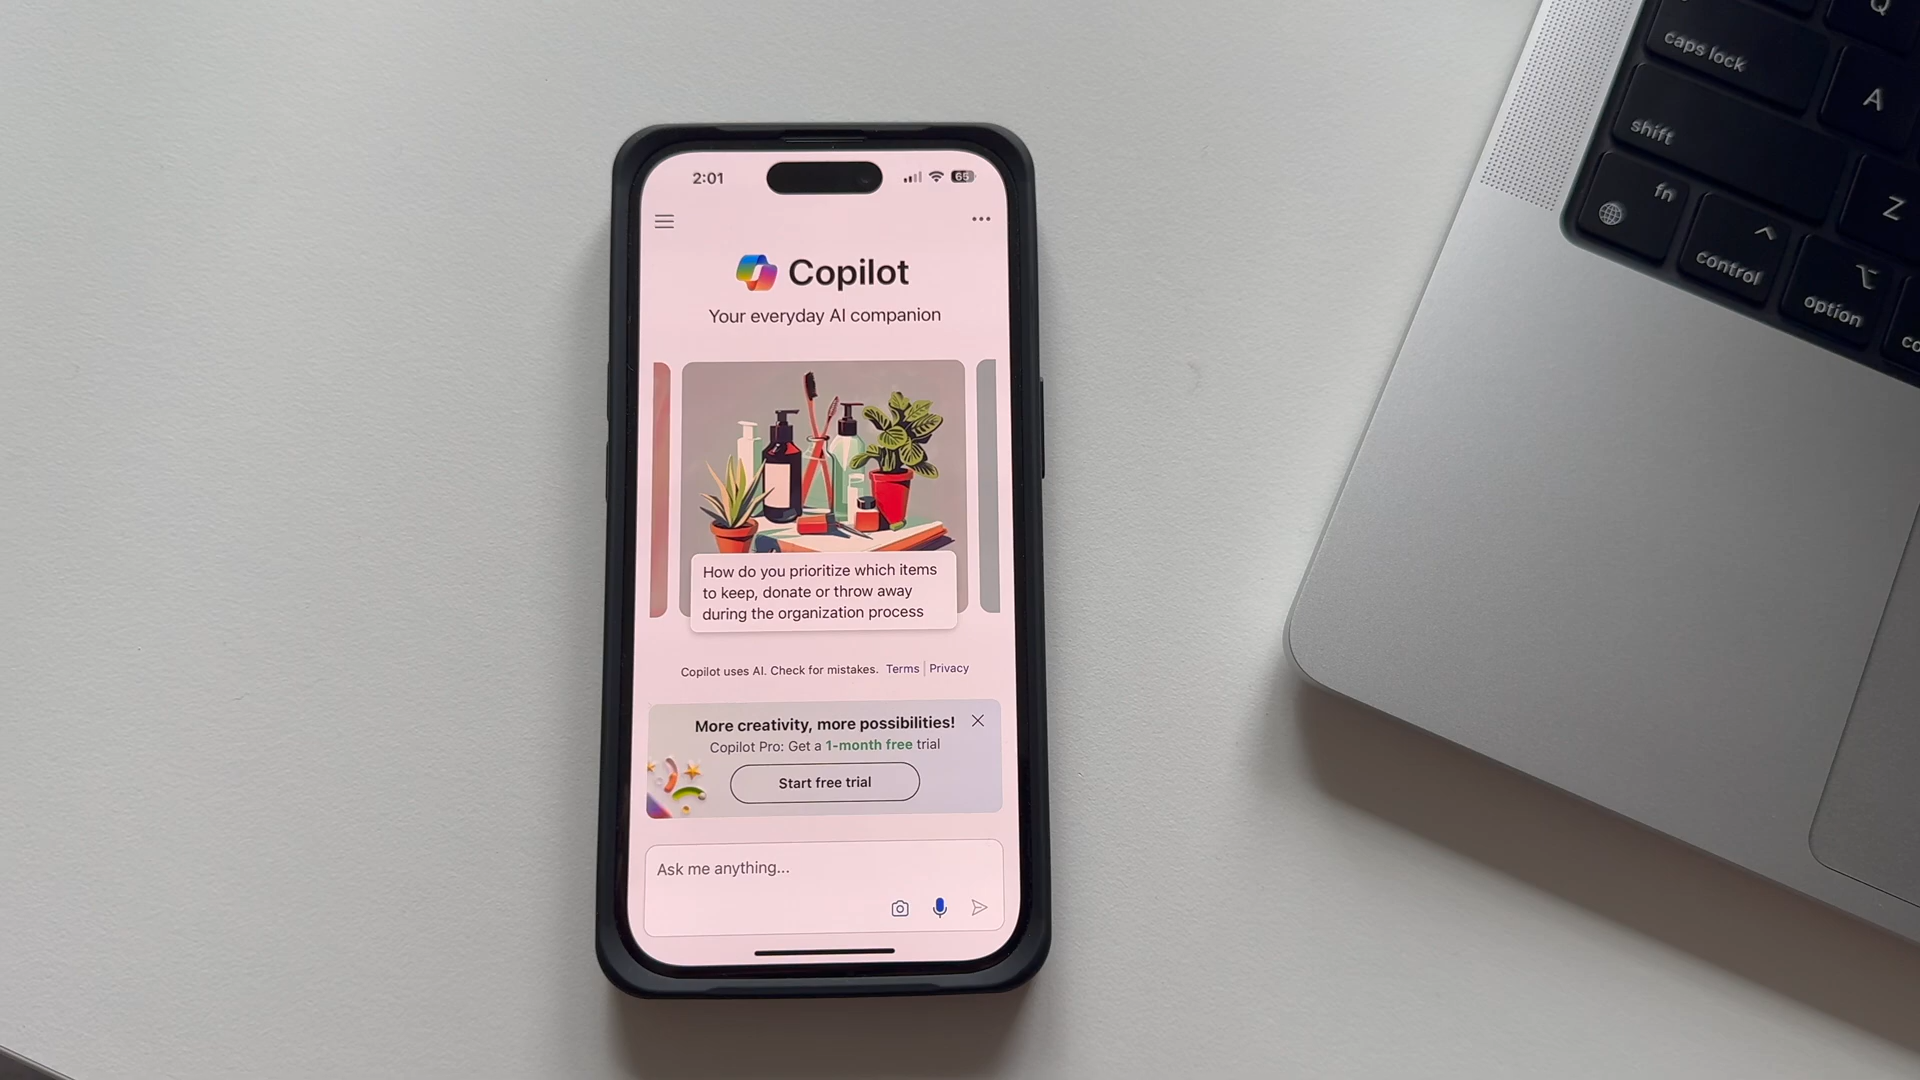 2:01
65
Copilot
Your everyday AI companion
How do you prioritize which items
to keep, donate or throw away
during the organization process
Copilot uses AI. Check for mistakes. Terms | Privacy
More creativity, more possibilities!
Copilot Pro: Get a 1-month free trial
Start free trial
Ask me anything...
Q
caps lock
A
shift
Z
fn
control
option